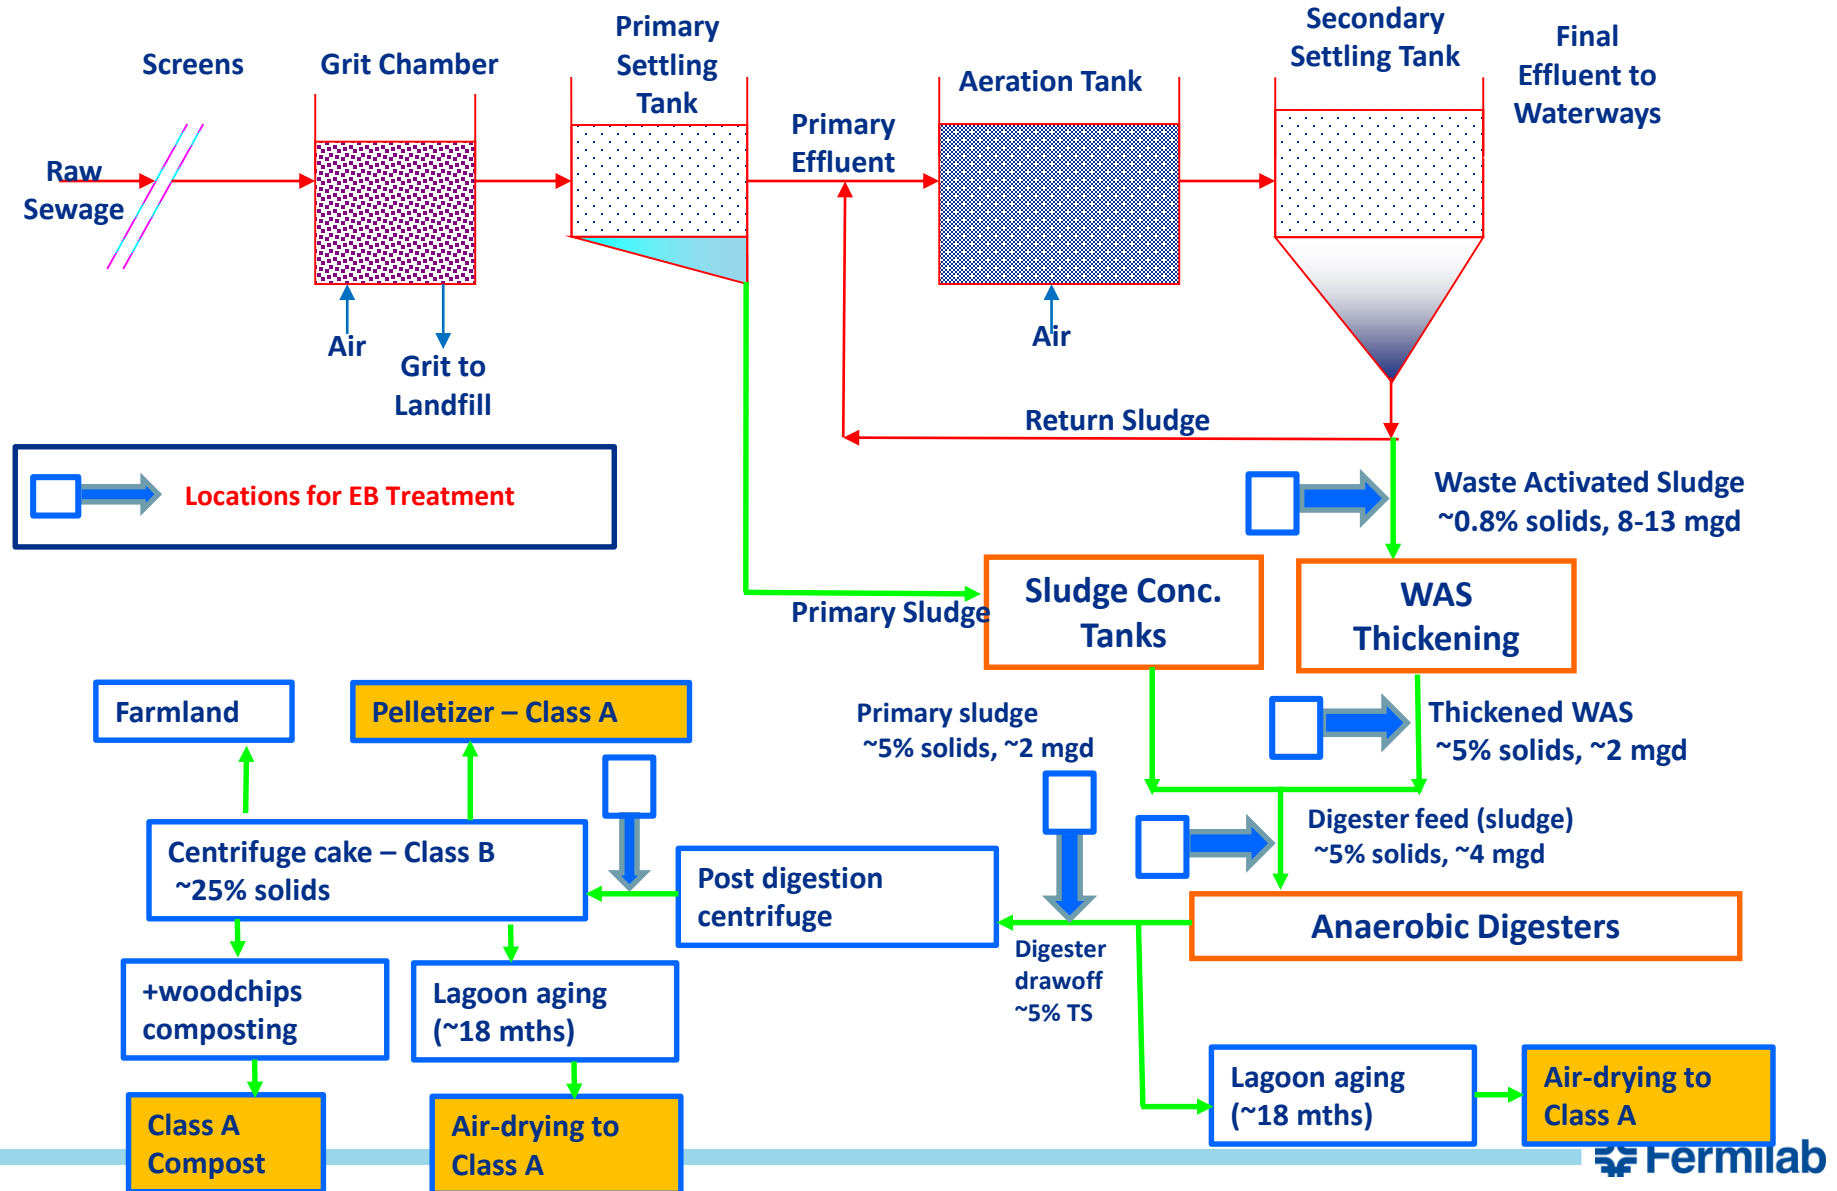 Screens
Grit Chamber
Primary
Settling
Tank
Aeration Tank
Secondary
Settling Tank
Final
Effluent to
Waterways
Raw
Sewage
Primary
Effluent
Air
Grit to
Landfill
Air
Return Sludge
Locations for EB Treatment
Waste Activated Sludge
~0.8% solids, 8-13 mgd
Primary Sludge
Sludge Conc.
Tanks
WAS
Thickening
Farmland
Pelletizer – Class A
Primary sludge
~5% solids, ~2 mgd
Thickened WAS
~5% solids, ~2 mgd
Digester feed (sludge)
~5% solids, ~4 mgd
Centrifuge cake – Class B
~25% solids
Post digestion
centrifuge
Anaerobic Digesters
Digester
drawoff
~5% TS
+woodchips
composting
Lagoon aging
(~18 mths)
Lagoon aging
(~18 mths)
Air-drying to
Class A
Class A
Compost
Air-drying to
Class A
Fermilab